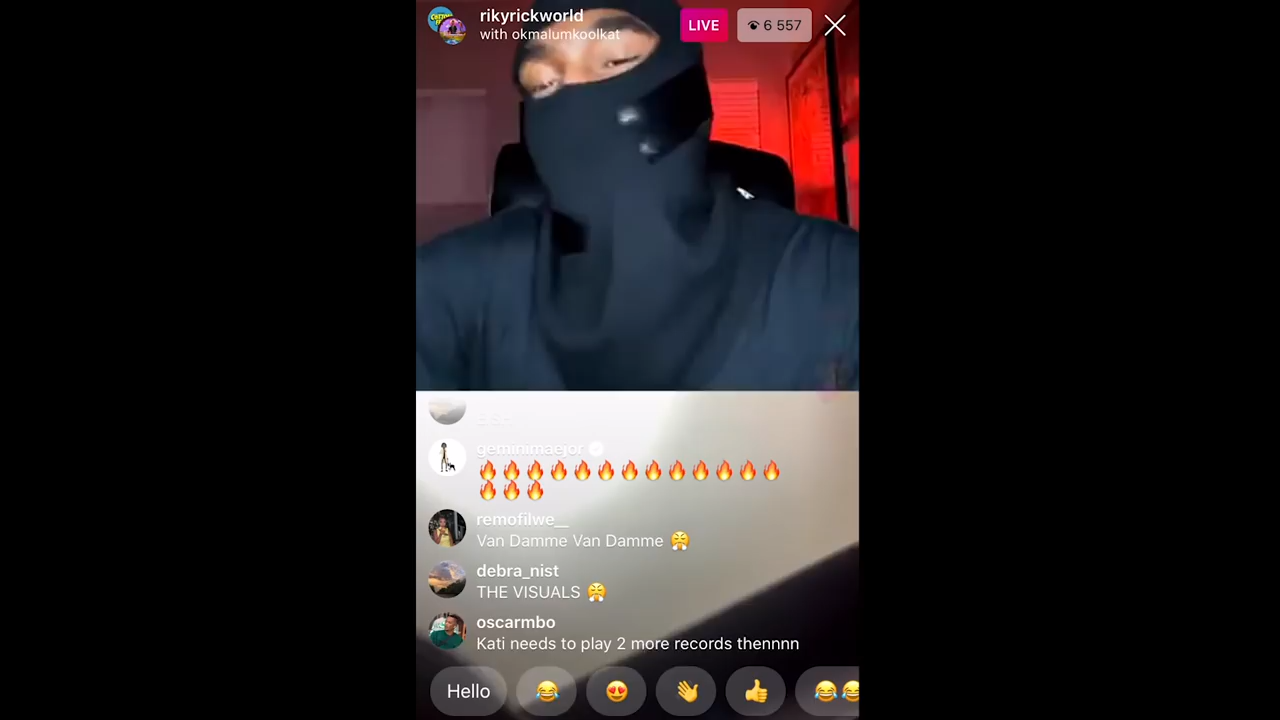 rikyrickworld
with okmalumkoolkat
LIVE
6 557
geminimaejor
🔥🔥🔥🔥🔥🔥🔥🔥🔥🔥🔥🔥🔥
🔥🔥🔥
remofilwe__
Van Damme Van Damme 😤
debra_nist
THE VISUALS 😤
oscarmbo
Kati needs to play 2 more records thennnn
Hello 😂 😍 👋 👍 😂😂